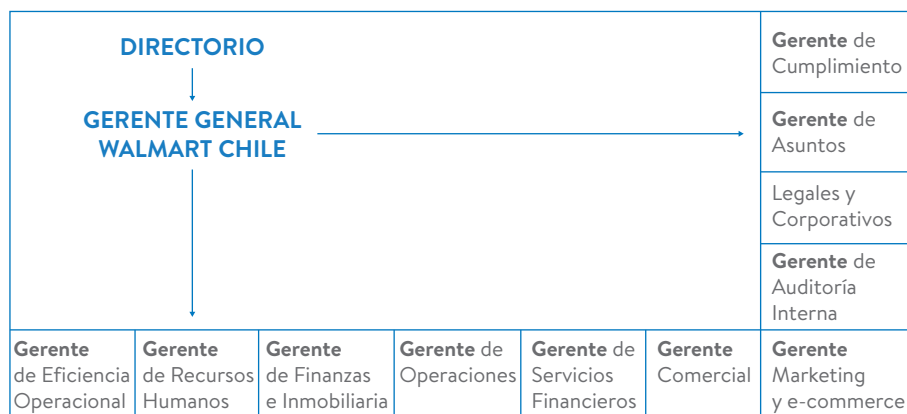 DIRECTORIO
GERENTE GENERAL
WALMART CHILE
Gerente de
Cumplimiento
Gerente de
Asuntos
Legales y
Corporativos
Gerente de
Auditoría
Interna
Gerente
de Eficiencia
Operacional
Gerente
de Recursos
Humanos
Gerente
de Finanzas
e Inmobiliaria
Gerente de
Operaciones
Gerente de
Servicios
Financieros
Gerente
Comercial
Gerente
Marketing
y e-commerce